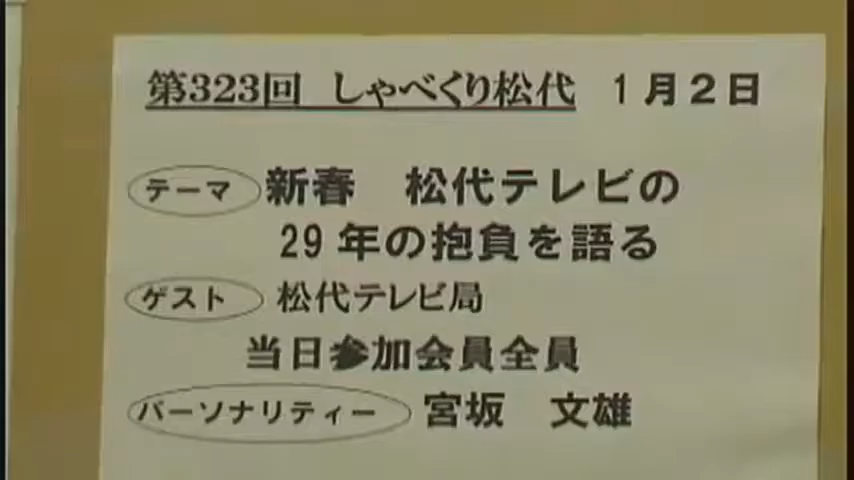 第323回 しゃべくり松代 1月2日
テーマ 新春 松代テレビの
29年の抱負を語る
ゲスト 松代テレビ局
当日参加会員全員
パーソナリティー 宮坂 文雄